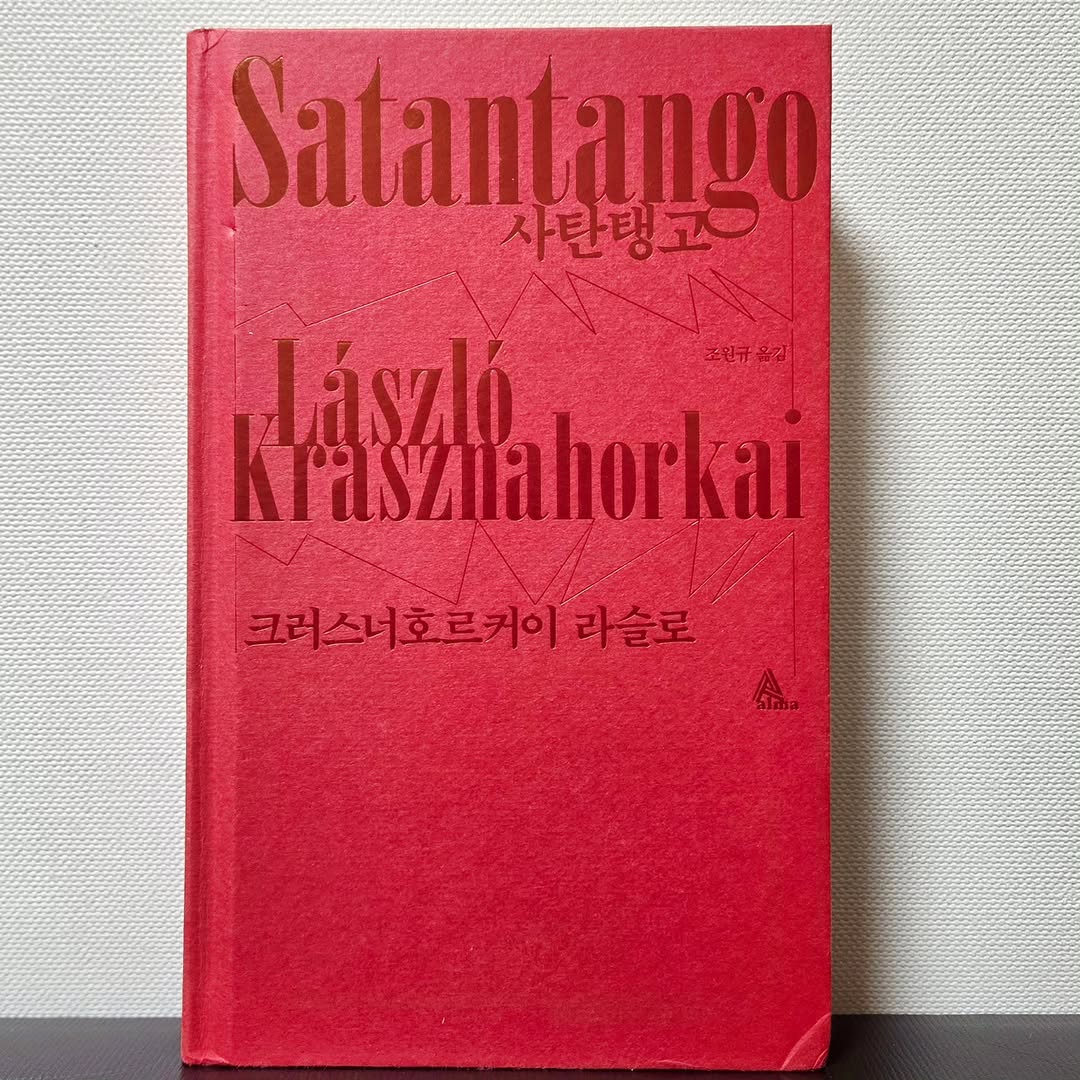 Satantango
사탄탱고
조원규 옮김
László
Krasznahorkai
크러스너호르커이 라슬로
alma